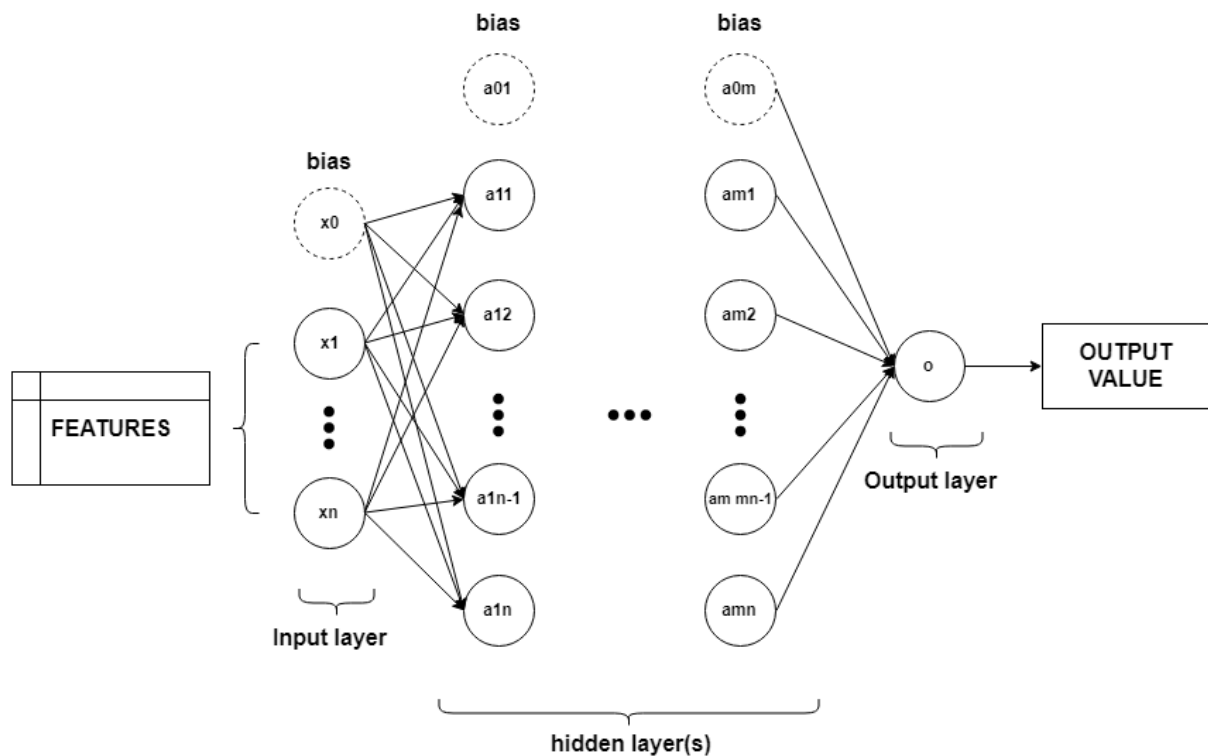 bias
bias
a01
a0m
bias
x0
a11
am1
x1
a12
am2
o
OUTPUT
VALUE
FEATURES
xn
a1n-1
am mn-1
Output layer
a1n
amn
Input layer
hidden layer(s)